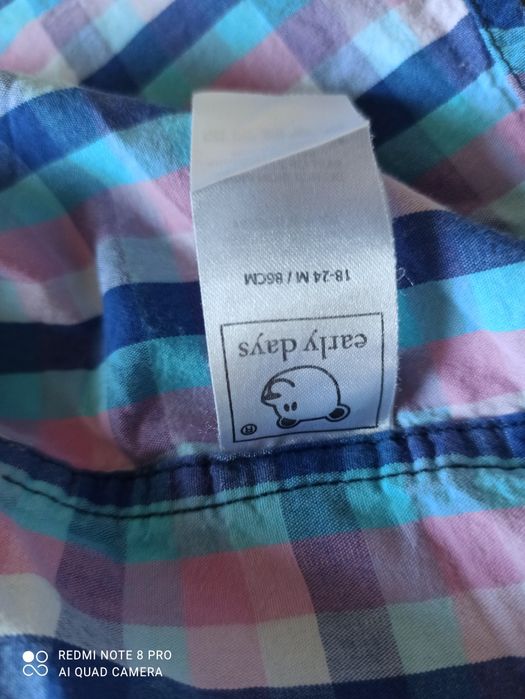 18-24 M / 86CM
early days
®
REDMI NOTE 8 PRO
AI QUAD CAMERA